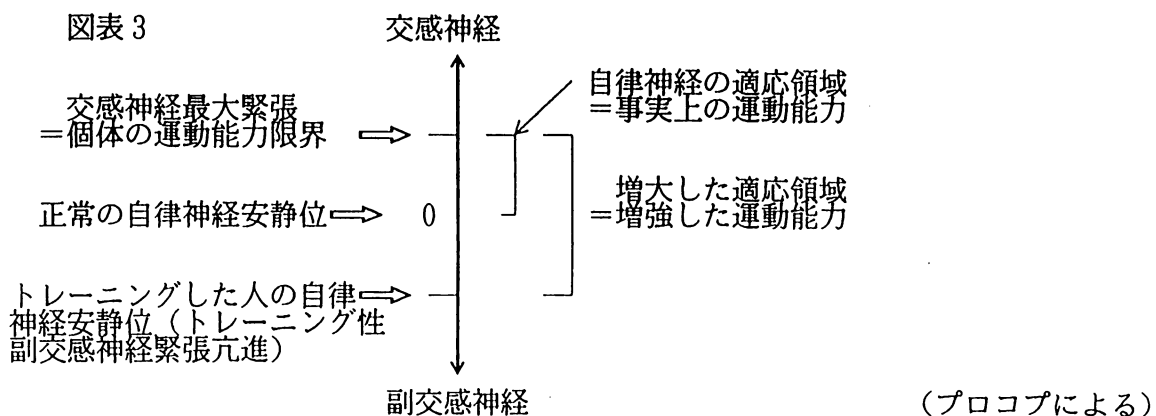 図表3
交感神経
交感神経最大緊張
=個体の運動能力限界
自律神経の適応領域
=事実上の運動能力
正常の自律神経安静位
0
増大した適応領域
=増強した運動能力
トレーニングした人の自律
神経安静位(トレーニング性
副交感神経緊張亢進)
副交感神経
(プロコプによる)